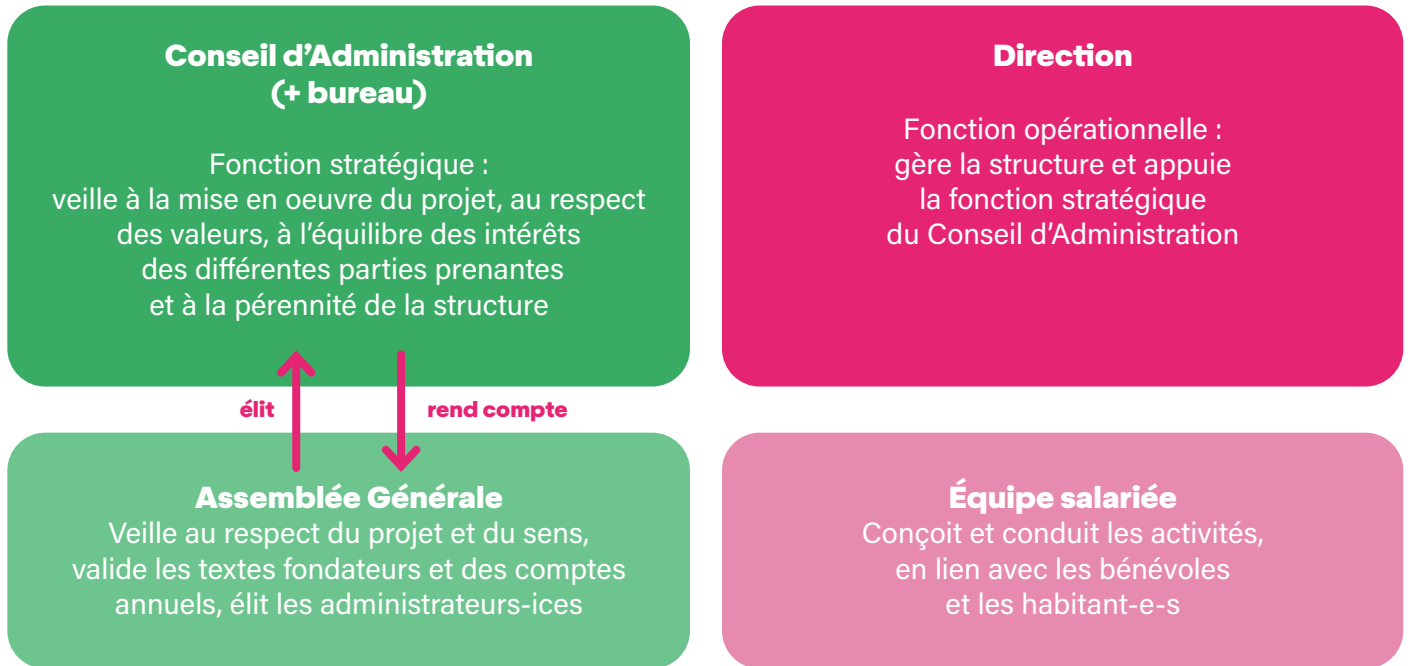 Conseil d'Administration
(+ bureau)
Fonction stratégique :
veille à la mise en oeuvre du projet, au respect
des valeurs, à l'équilibre des intérêts
des différentes parties prenantes
et à la pérennité de la structure
Direction
Fonction opérationnelle :
gère la structure et appuie
la fonction stratégique
du Conseil d'Administration
élit
rend compte
Assemblée Générale
Veille au respect du projet et du sens,
valide les textes fondateurs et des comptes
annuels, élit les administrateurs-ices
Équipe salariée
Conçoit et conduit les activités,
en lien avec les bénévoles
et les habitant-e-s